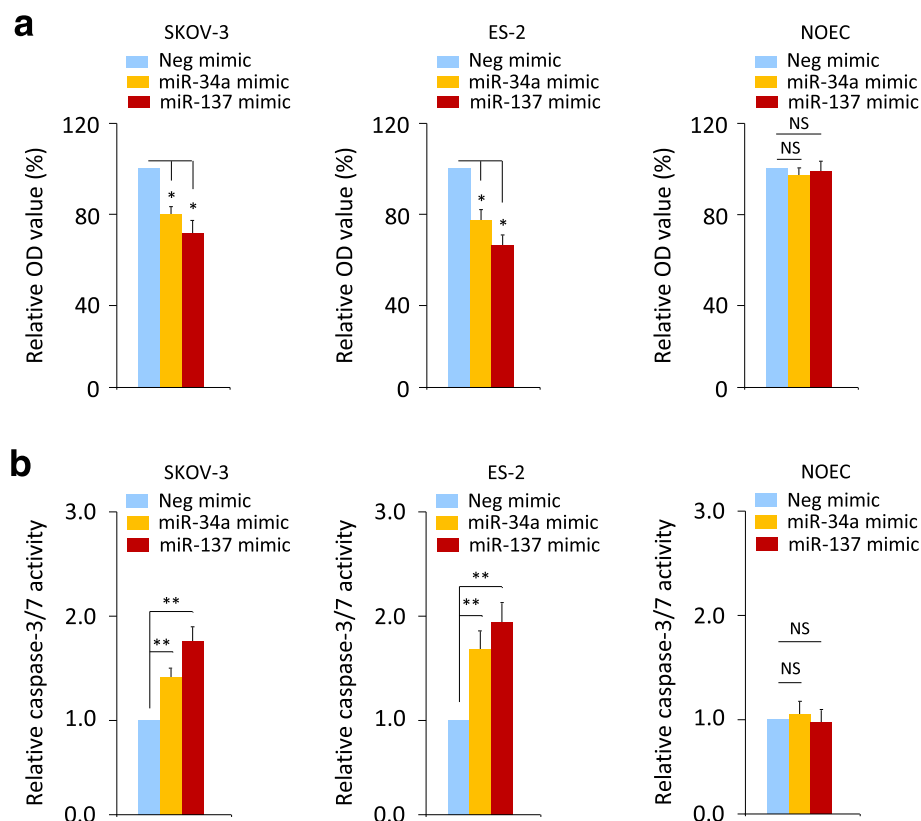 a
SKOV-3
Neg mimic
miR-34a mimic
miR-137 mimic
Relative OD value (%)
120
80
40
0
*
*
ES-2
Neg mimic
miR-34a mimic
miR-137 mimic
Relative OD value (%)
120
80
40
0
*
*
NOEC
Neg mimic
miR-34a mimic
miR-137 mimic
Relative OD value (%)
120
80
40
0
NS
NS
b
SKOV-3
Neg mimic
miR-34a mimic
miR-137 mimic
Relative caspase-3/7 activity
3.0
2.0
1.0
0.0
**
**
ES-2
Neg mimic
miR-34a mimic
miR-137 mimic
Relative caspase-3/7 activity
3.0
2.0
1.0
0.0
**
**
NOEC
Neg mimic
miR-34a mimic
miR-137 mimic
Relative caspase-3/7 activity
3.0
2.0
1.0
0.0
NS
NS